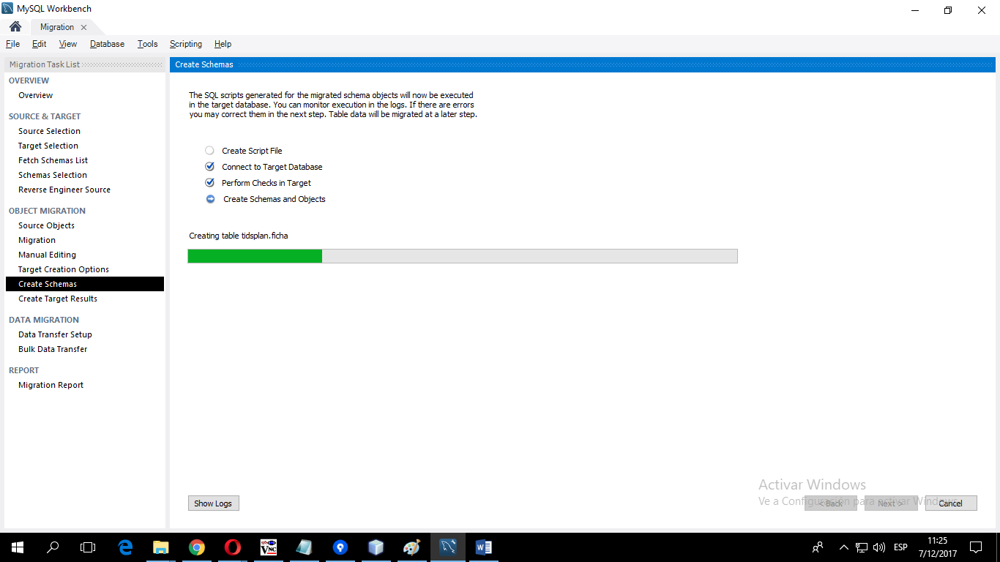 MySQL Workbench
Migration
File Edit View Database Tools Scripting Help
Migration Task List
OVERVIEW
Overview
SOURCE & TARGET
Source Selection
Target Selection
Fetch Schemas List
Schemas Selection
Reverse Engineer Source
OBJECT MIGRATION
Source Objects
Migration
Manual Editing
Target Creation Options
Create Schemas
Create Target Results
DATA MIGRATION
Data Transfer Setup
Bulk Data Transfer
REPORT
Migration Report
Create Schemas
The SQL scripts generated for the migrated schema objects will now be executed
in the target database. You can monitor execution in the logs. If there are errors
you may correct them in the next step. Table data will be migrated at a later step.
Create Script File
Connect to Target Database
Perform Checks in Target
Create Schemas and Objects
Creating table tidsplan.ficha
Activar Windows
Ve a Configuración para activar Windows.
Show Logs
< Back
Next >
Cancel
VNC
ESP
11:25
7/12/2017